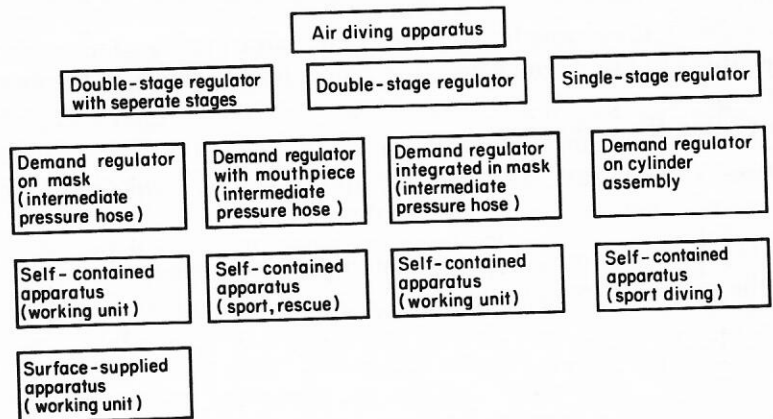 Air diving apparatus
Double-stage regulator
with seperate stages
Double-stage regulator
Single-stage regulator
Demand regulator
on mask
(intermediate
pressure hose)
Demand regulator
with mouthpiece
(intermediate
pressure hose)
Demand regulator
integrated in mask
(intermediate
pressure hose)
Demand regulator
on cylinder
assembly
Self-contained
apparatus
(working unit)
Self-contained
apparatus
(sport, rescue)
Self-contained
apparatus
(working unit)
Self-contained
apparatus
(sport diving)
Surface-supplied
apparatus
(working unit)